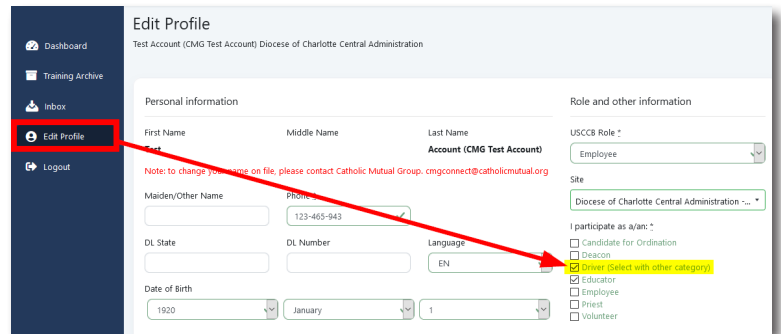 Edit Profile
Test Account (CMG Test Account) Diocese of Charlotte Central Administration
Dashboard
Training Archive
Inbox
Edit Profile
Logout
Personal information
First Name Middle Name Last Name
Test Account (CMG Test Account)
Note: to change your name on file, please contact Catholic Mutual Group. cmgconnect@catholicmutual.org
Maiden/Other Name Phone *
123-465-943
DL State DL Number Language
EN
Date of Birth
1920 January 1
Role and other information
USCCB Role *
Employee
Site
Diocese of Charlotte Central Administration -...
I participate as a/an: *
Candidate for Ordination
Deacon
Driver (Select with other category)
Educator
Employee
Priest
Volunteer